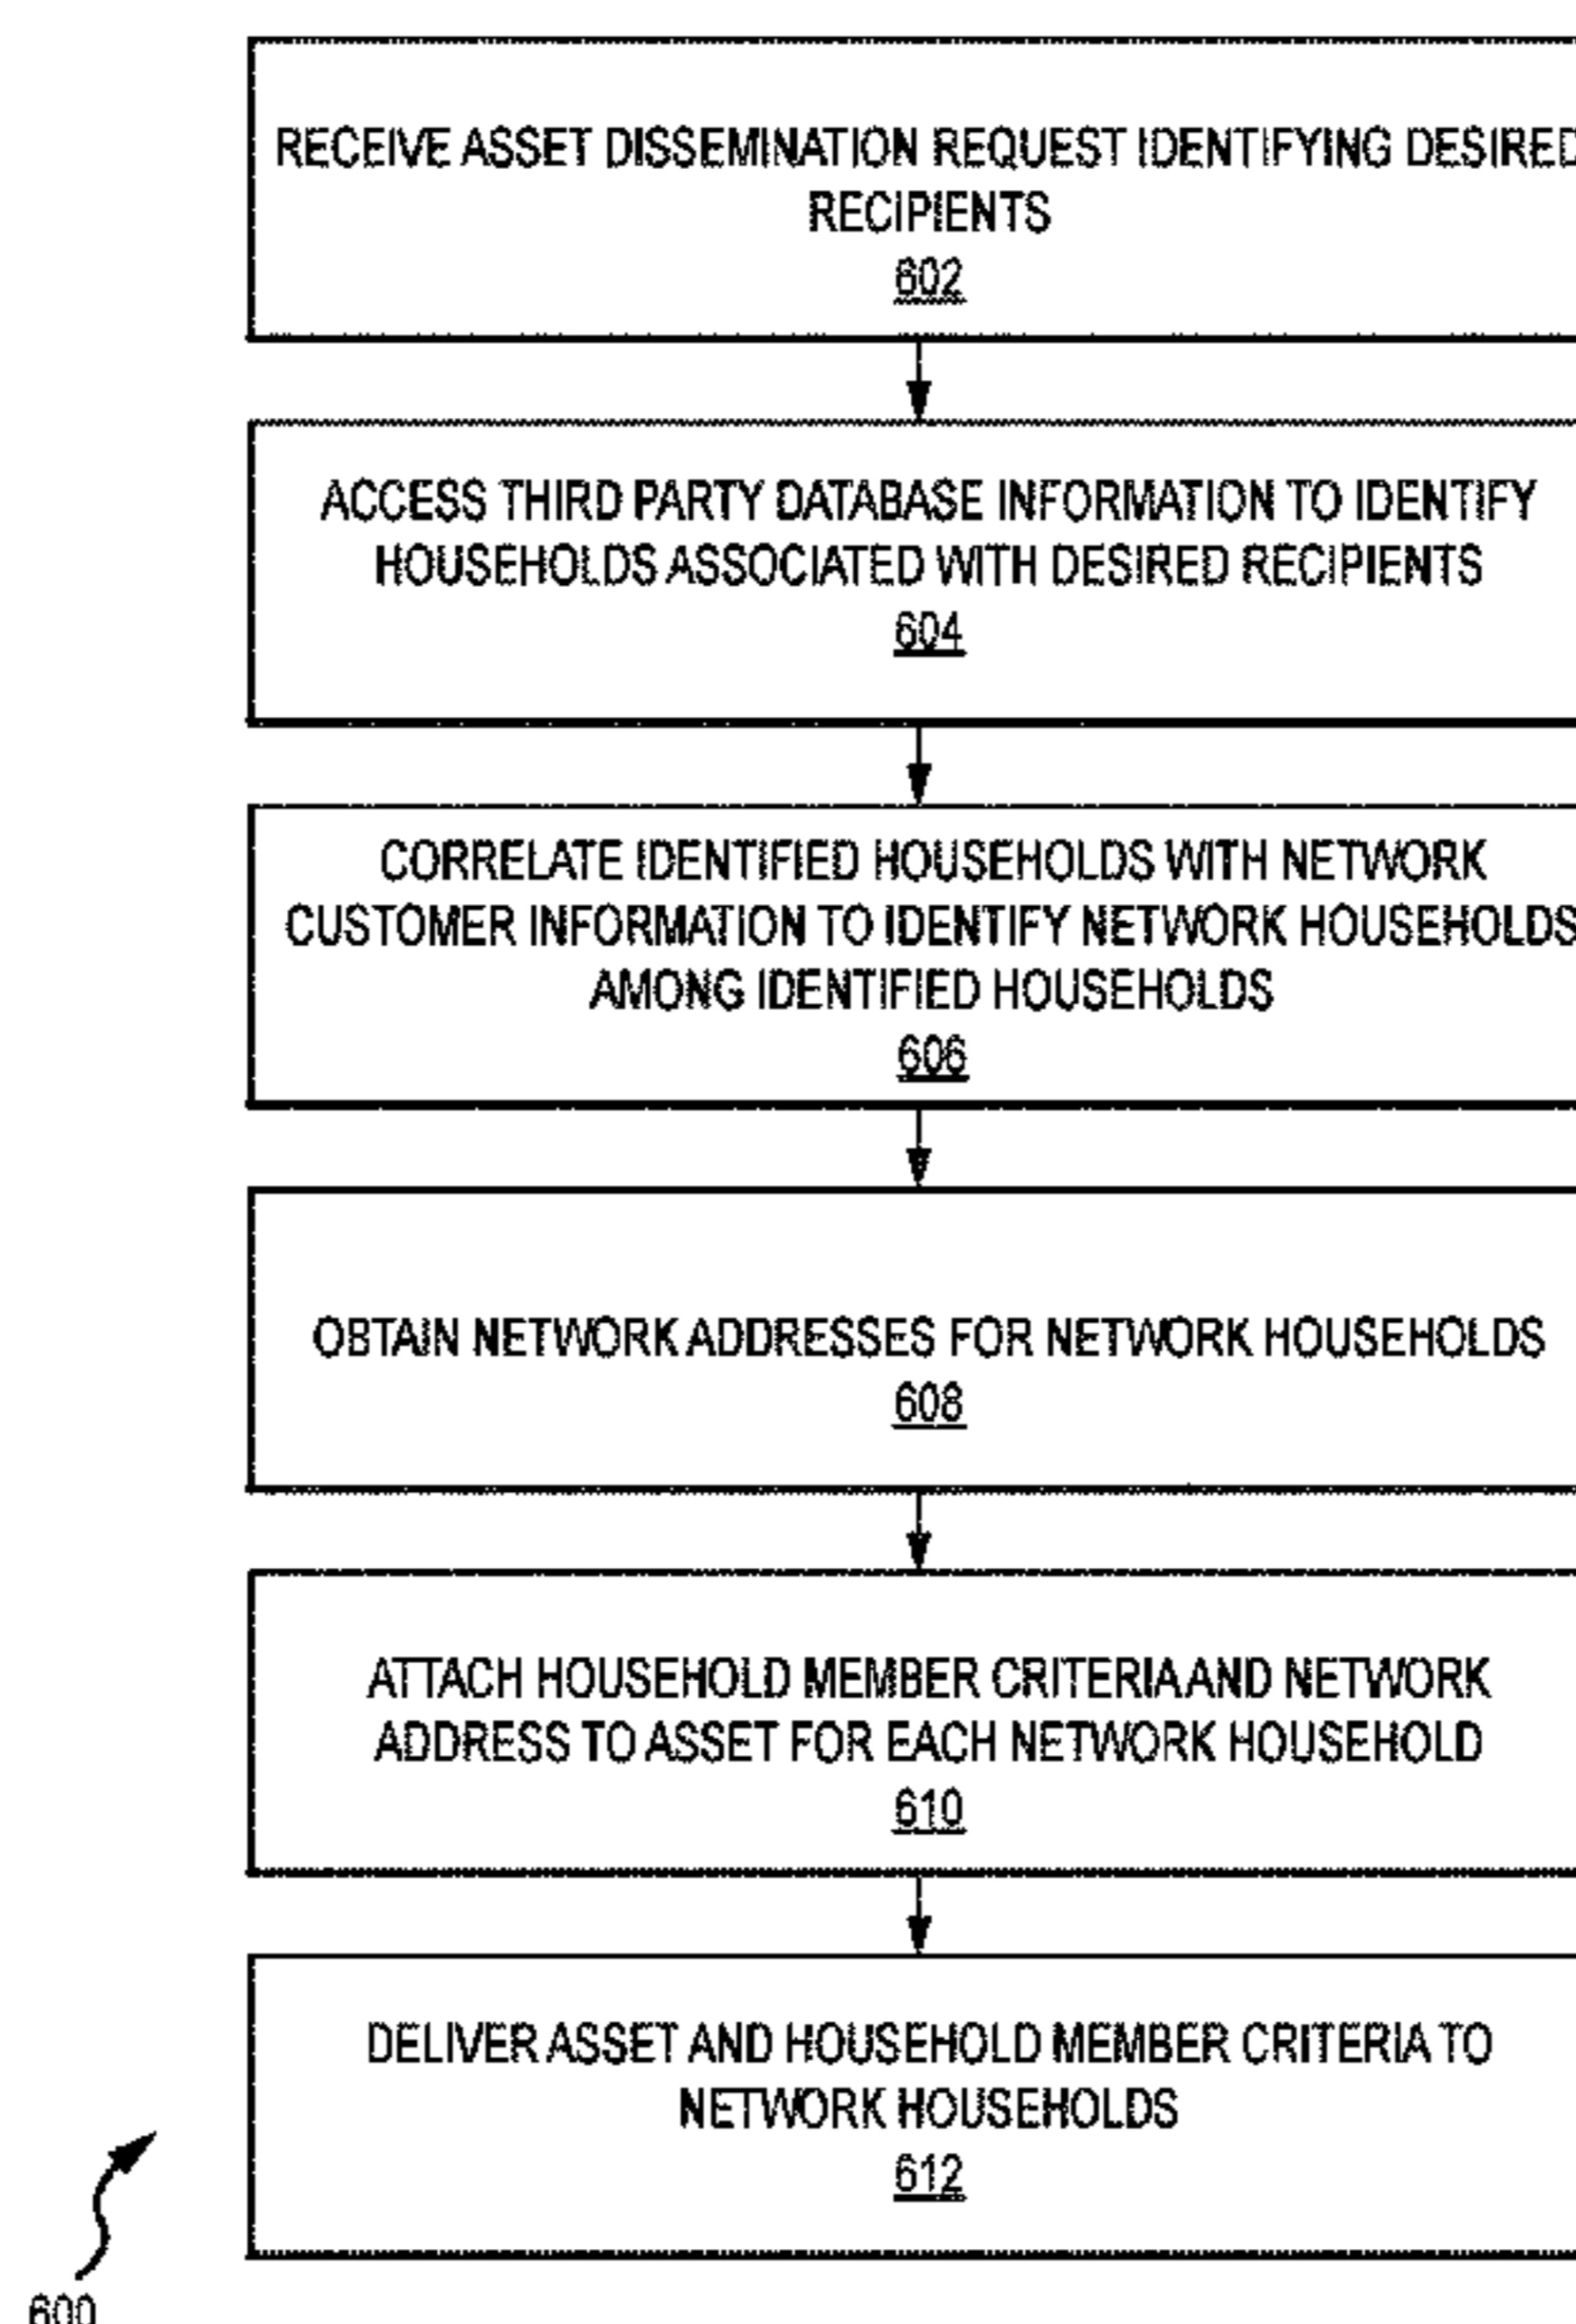 RECEIVE ASSET DISSEMINATION REQUEST IDENTIFYING DESIRED
RECIPIENTS
602
ACCESS THIRD PARTY DATABASE INFORMATION TO IDENTIFY
HOUSEHOLDS ASSOCIATED WITH DESIRED RECIPIENTS
604
CORRELATE IDENTIFIED HOUSEHOLDS WITH NETWORK
CUSTOMER INFORMATION TO IDENTIFY NETWORK HOUSEHOLDS
AMONG IDENTIFIED HOUSEHOLDS
606
OBTAIN NETWORK ADDRESSES FOR NETWORK HOUSEHOLDS
608
ATTACH HOUSEHOLD MEMBER CRITERIA AND NETWORK
ADDRESS TO ASSET FOR EACH NETWORK HOUSEHOLD
610
DELIVER ASSET AND HOUSEHOLD MEMBER CRITERIA TO
NETWORK HOUSEHOLDS
612
600